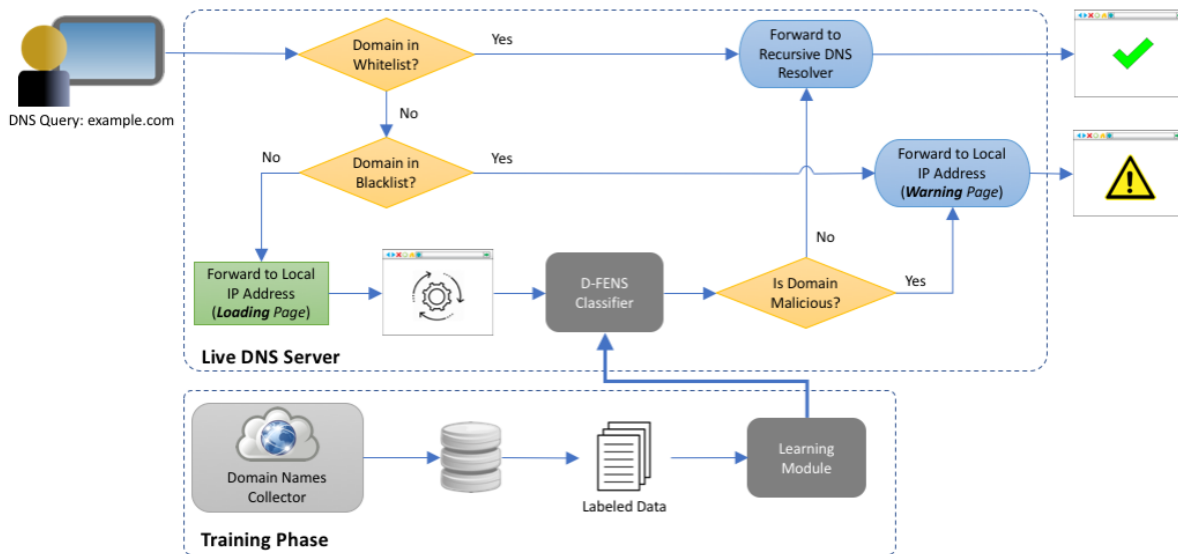 DNS Query: example.com
Domain in
Whitelist?
Yes
Forward to
Recursive DNS
Resolver
No
No
Domain in
Blacklist?
Yes
Forward to Local
IP Address
(Warning Page)
Forward to Local
IP Address
(Loading Page)
D-FENS
Classifier
No
Is Domain
Malicious?
Yes
Live DNS Server
Domain Names
Collector
Labeled Data
Learning
Module
Training Phase